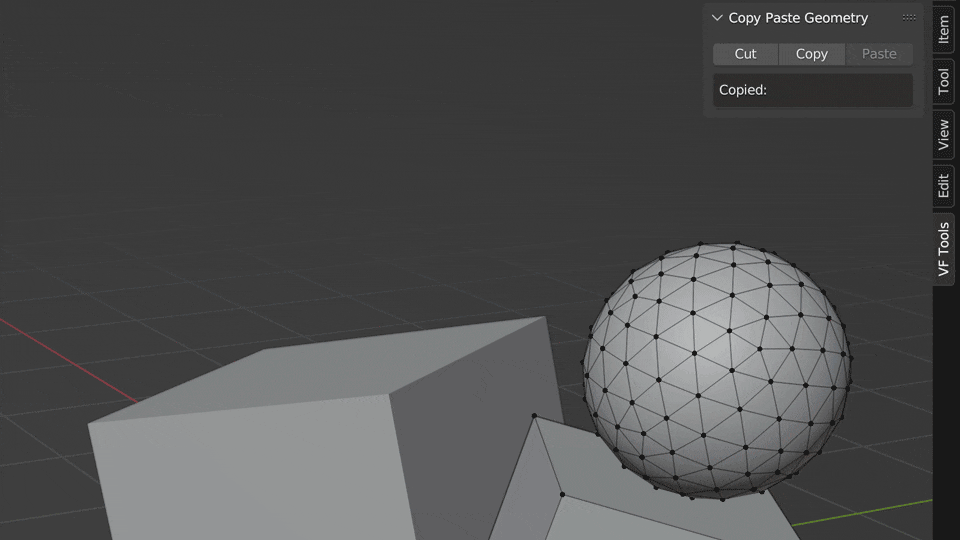 Copy Paste Geometry
Cut Copy Paste
Copied:
Item
Tool
View
Edit
VF Tools